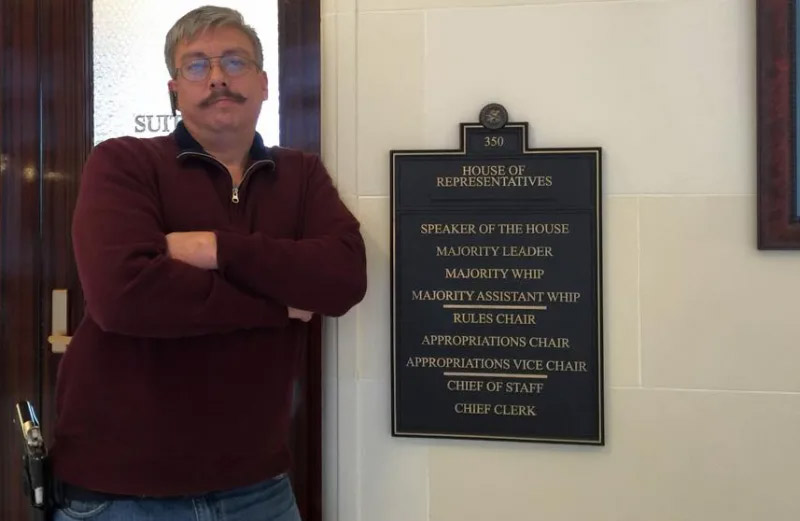 SUIT
350
HOUSE OF
REPRESENTATIVES
SPEAKER OF THE HOUSE
MAJORITY LEADER
MAJORITY WHIP
MAJORITY ASSISTANT WHIP
RULES CHAIR
APPROPRIATIONS CHAIR
APPROPRIATIONS VICE CHAIR
CHIEF OF STAFF
CHIEF CLERK